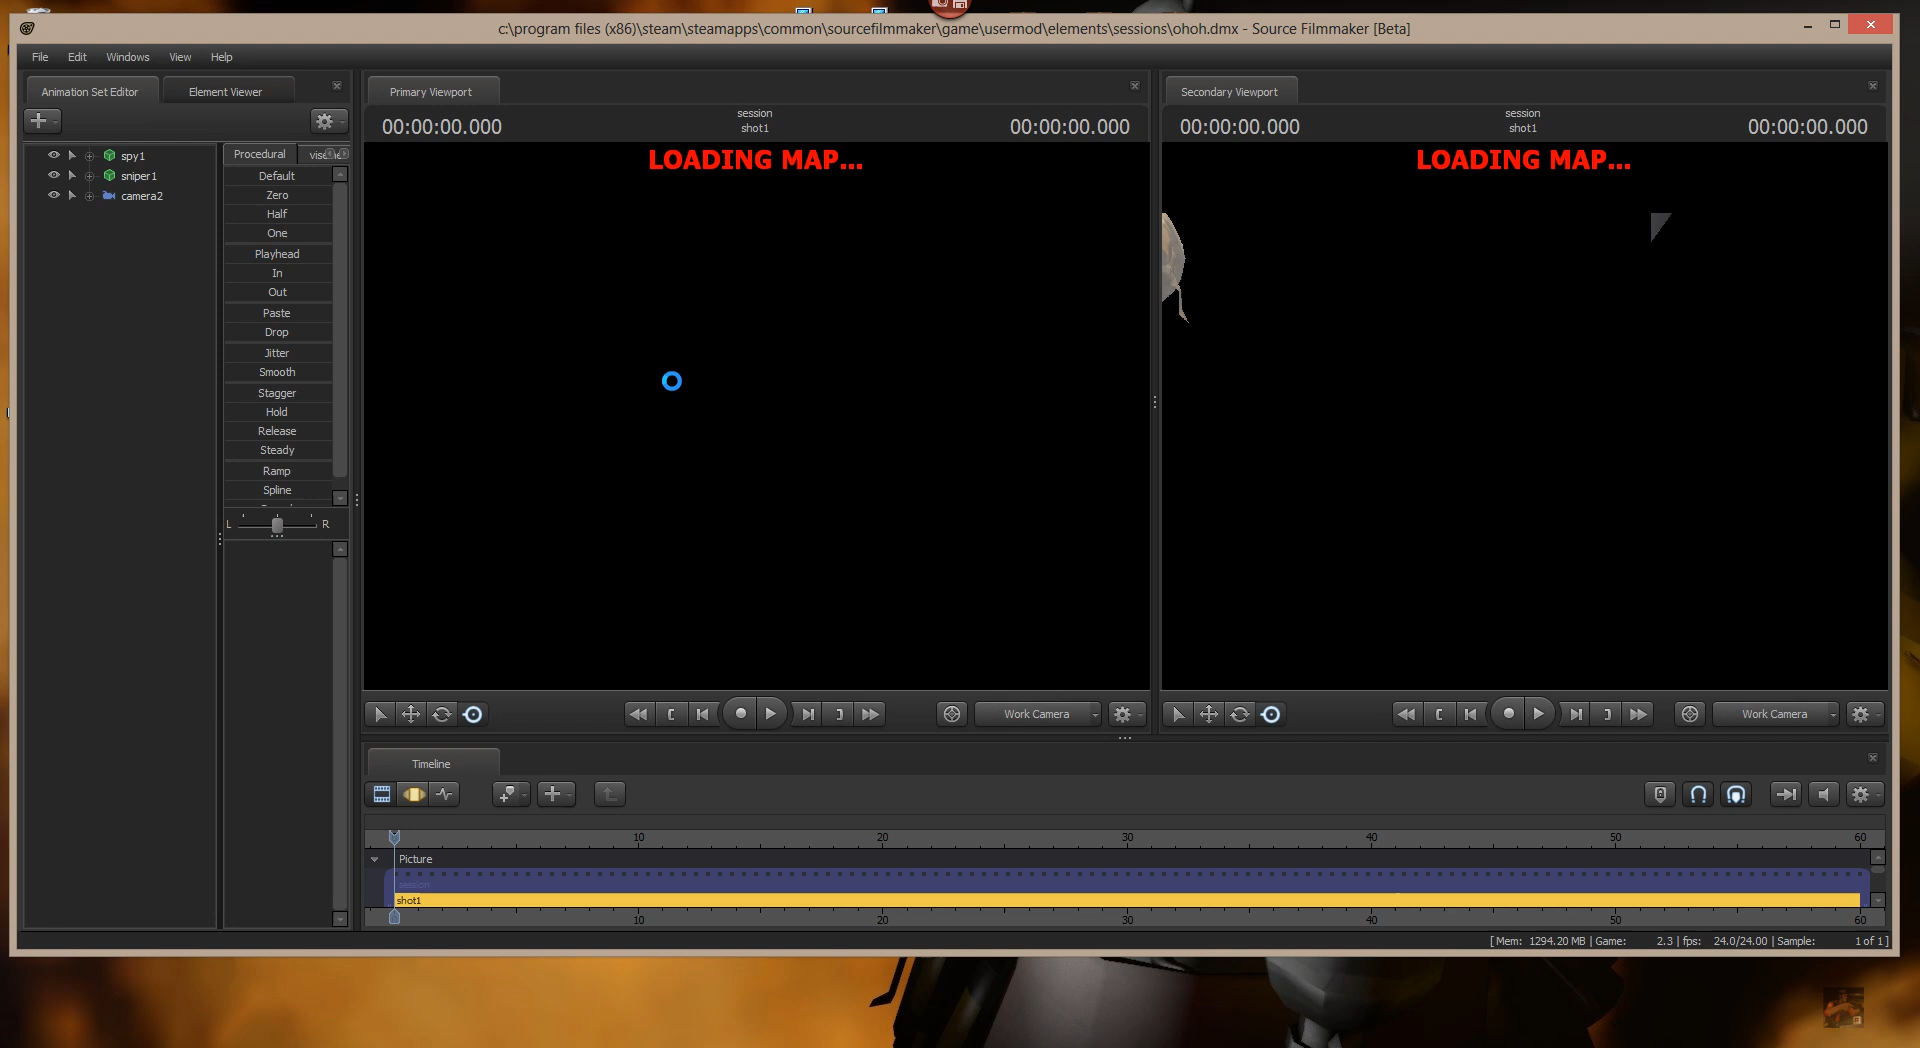 c:\program files (x86)\steam\steamapps\common\sourcefilmmaker\game\usermod\elements\sessions\ohoh.dmx - Source Filmmaker [Beta]
File Edit Windows View Help
Animation Set Editor Element Viewer
Primary Viewport
Secondary Viewport
00:00:00.000
session
shot1
00:00:00.000
00:00:00.000
session
shot1
00:00:00.000
LOADING MAP...
LOADING MAP...
spy1
sniper1
camera2
Procedural
Default
Zero
Half
One
Playhead
In
Out
Paste
Drop
Jitter
Smooth
Stagger
Hold
Release
Steady
Ramp
Spline
L R
Work Camera
Work Camera
Timeline
10 20 30 40 50 60
Picture
session
shot1
10 20 30 40 50 60
[ Mem: 1294.20 MB | Game: 2.3 | fps: 24.0/24.00 | Sample: 1 of 1 ]